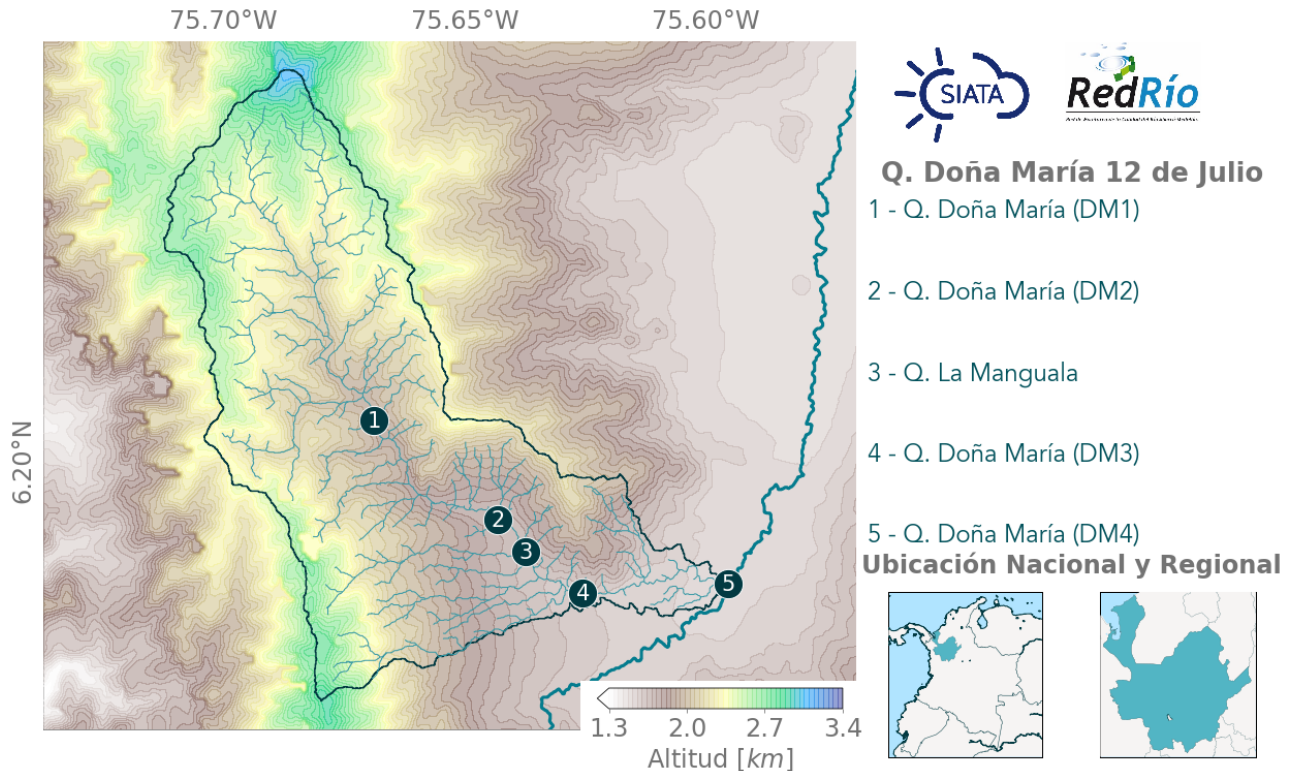 75.70°W 75.65°W 75.60°W
6.20°N
1
2
3
4
5
1.3 2.0 2.7 3.4
Altitud [km]
SIATA
RedRío
Q. Doña María 12 de Julio
1 - Q. Doña María (DM1)
2 - Q. Doña María (DM2)
3 - Q. La Manguala
4 - Q. Doña María (DM3)
5 - Q. Doña María (DM4)
Ubicación Nacional y Regional